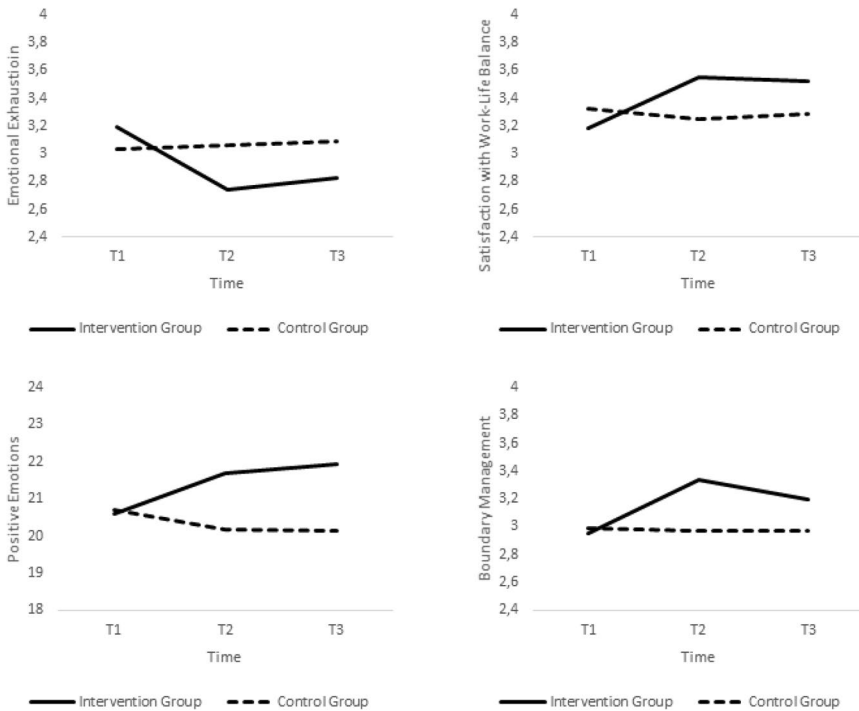 4
3,8
3,6
3,4
3,2
3
2,8
2,6
2,4
Emotional Exhaustioin
T1 T2 T3
Time
Intervention Group Control Group
4
3,8
3,6
3,4
3,2
3
2,8
2,6
2,4
Satisfaction with Work-Life Balance
T1 T2 T3
Time
Intervention Group Control Group
24
23
22
21
20
19
18
Positive Emotions
T1 T2 T3
Time
Intervention Group Control Group
4
3,8
3,6
3,4
3,2
3
2,8
2,6
2,4
Boundary Management
T1 T2 T3
Time
Intervention Group Control Group